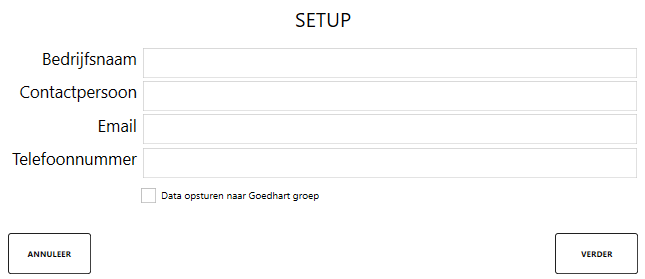 SETUP
Bedrijfsnaam
Contactpersoon
Email
Telefoonnummer
Data opsturen naar Goedhart groep
ANNULEER
VERDER